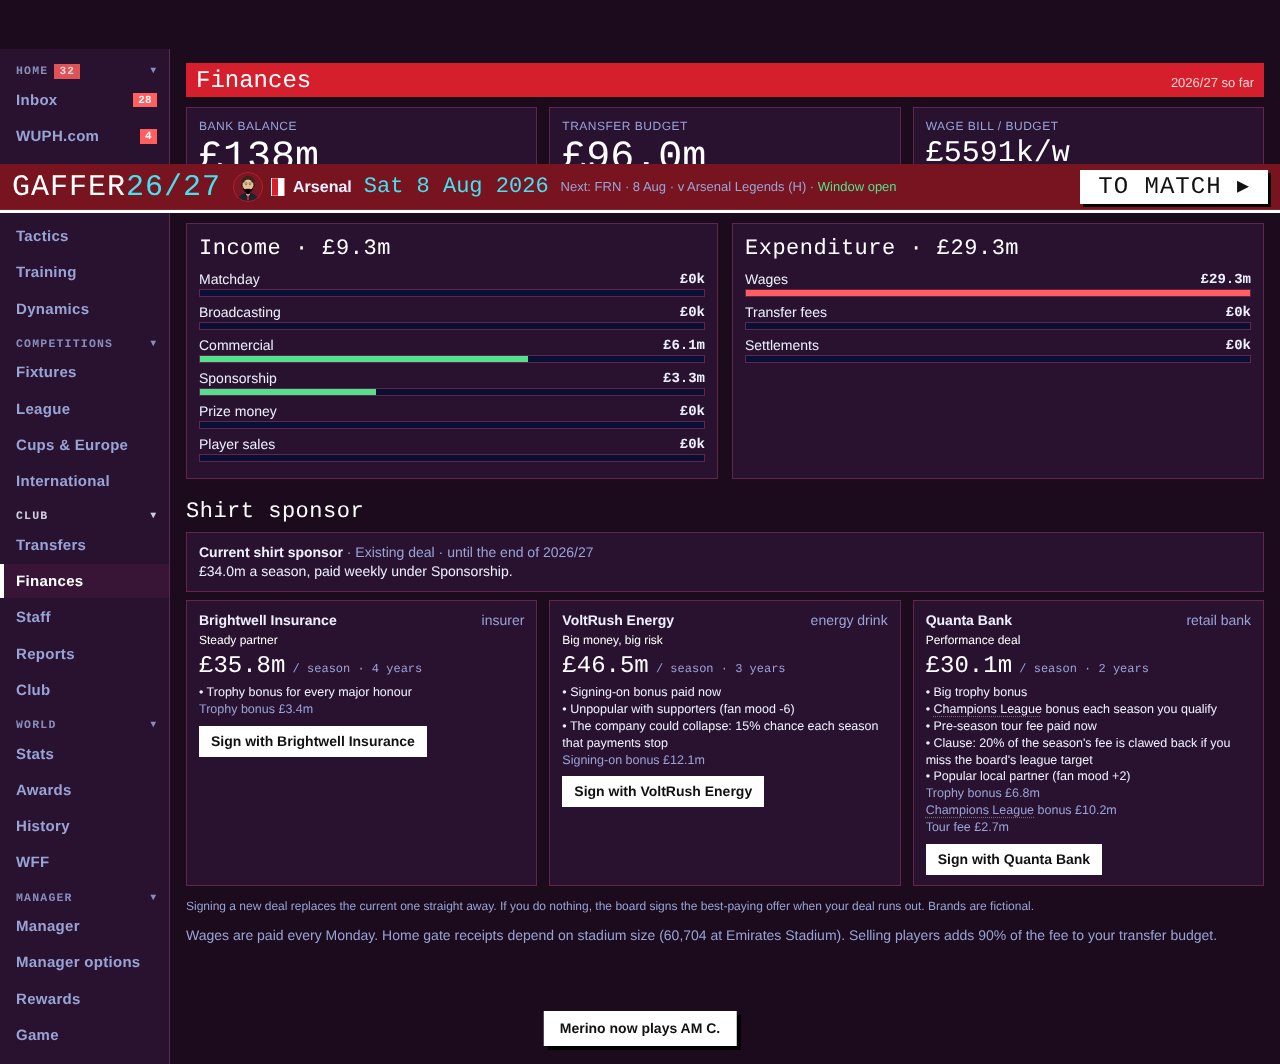 HOME 32 ▼
Inbox 28
WUPH.com 4
Finances 2026/27 so far
BANK BALANCE
£138m
TRANSFER BUDGET
£96.0m
WAGE BILL / BUDGET
£5591k/w
GAFFER26/27 Arsenal Sat 8 Aug 2026 Next: FRN · 8 Aug · v Arsenal Legends (H) · Window open TO MATCH ►
Tactics
Training
Dynamics
COMPETITIONS ▼
Fixtures
League
Cups & Europe
International
CLUB ▼
Transfers
Finances
Staff
Reports
Club
WORLD ▼
Stats
Awards
History
WFF
MANAGER ▼
Manager
Manager options
Rewards
Game
Income · £9.3m
Matchday £0k
Broadcasting £0k
Commercial £6.1m
Sponsorship £3.3m
Prize money £0k
Player sales £0k
Expenditure · £29.3m
Wages £29.3m
Transfer fees £0k
Settlements £0k
Shirt sponsor
Current shirt sponsor · Existing deal · until the end of 2026/27
£34.0m a season, paid weekly under Sponsorship.
Brightwell Insurance insurer
Steady partner
£35.8m / season · 4 years
• Trophy bonus for every major honour
Trophy bonus £3.4m
Sign with Brightwell Insurance
VoltRush Energy energy drink
Big money, big risk
£46.5m / season · 3 years
• Signing-on bonus paid now
• Unpopular with supporters (fan mood -6)
• The company could collapse: 15% chance each season
that payments stop
Signing-on bonus £12.1m
Sign with VoltRush Energy
Quanta Bank retail bank
Performance deal
£30.1m / season · 2 years
• Big trophy bonus
• Champions League bonus each season you qualify
• Pre-season tour fee paid now
• Clause: 20% of the season's fee is clawed back if you
miss the board's league target
• Popular local partner (fan mood +2)
Trophy bonus £6.8m
Champions League bonus £10.2m
Tour fee £2.7m
Sign with Quanta Bank
Signing a new deal replaces the current one straight away. If you do nothing, the board signs the best-paying offer when your deal runs out. Brands are fictional.
Wages are paid every Monday. Home gate receipts depend on stadium size (60,704 at Emirates Stadium). Selling players adds 90% of the fee to your transfer budget.
Merino now plays AM C.